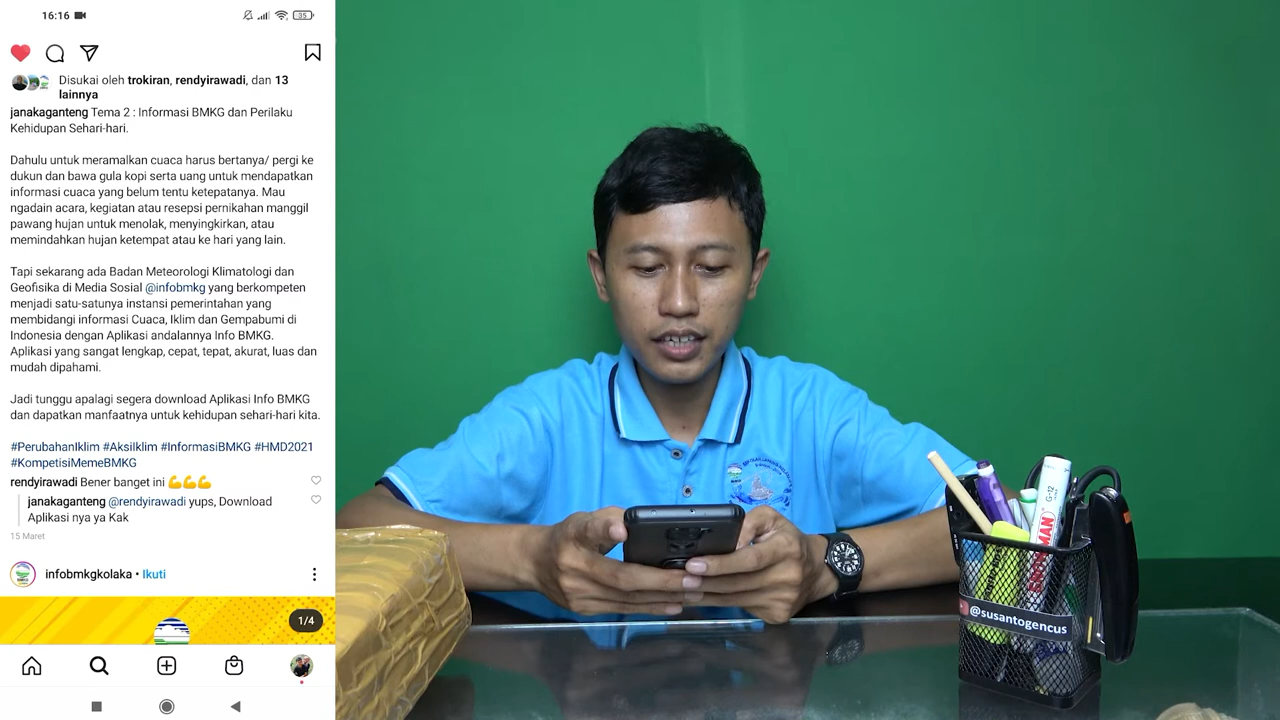 16:16
35
Disukai oleh trokiran, rendyirawadi, dan 13
lainnya
janakaganteng Tema 2 : Informasi BMKG dan Perilaku
Kehidupan Sehari-hari.
Dahulu untuk meramalkan cuaca harus bertanya/ pergi ke
dukun dan bawa gula kopi serta uang untuk mendapatkan
informasi cuaca yang belum tentu ketepatanya. Mau
ngadain acara, kegiatan atau resepsi pernikahan manggil
pawang hujan untuk menolak, menyingkirkan, atau
memindahkan hujan ketempat atau ke hari yang lain.
Tapi sekarang ada Badan Meteorologi Klimatologi dan
Geofisika di Media Sosial @infobmkg yang berkompeten
menjadi satu-satunya instansi pemerintahan yang
membidangi informasi Cuaca, Iklim dan Gempabumi di
Indonesia dengan Aplikasi andalannya Info BMKG.
Aplikasi yang sangat lengkap, cepat, tepat, akurat, luas dan
mudah dipahami.
Jadi tunggu apalagi segera download Aplikasi Info BMKG
dan dapatkan manfaatnya untuk kehidupan sehari-hari kita.
#PerubahanIklim #AksiIklim #InformasiBMKG #HMD2021
#KompetisiMemeBMKG
rendyirawadi Bener banget ini 💪💪💪
janakaganteng @rendyirawadi yups, Download
Aplikasi nya ya Kak
15 Maret
infobmkgkolaka • Ikuti
1/4
@susantogencus
G-12